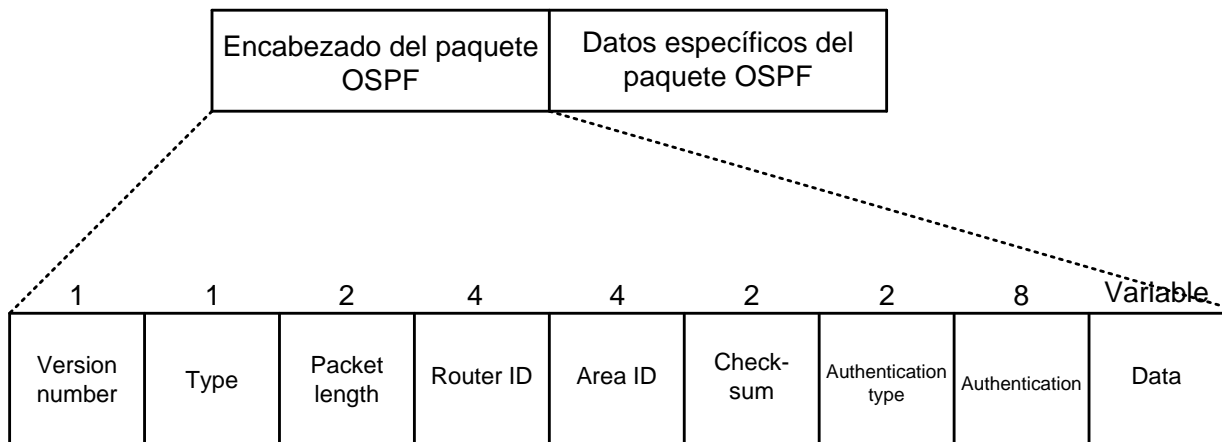 Encabezado del paquete
OSPF
Datos específicos del
paquete OSPF
1
1
2
4
4
2
2
8
Variable
Version
number
Type
Packet
length
Router ID
Area ID
Check-
sum
Authentication
type
Authentication
Data